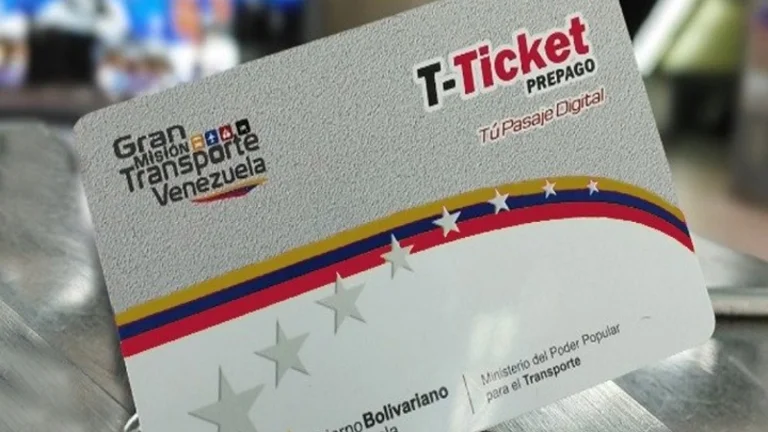 T-Ticket
PREPAGO
Tú Pasaje Digital
Gran
MISIÓN
Transporte
Venezuela
Bolivariano
Ministerio del Poder Popular
para el Transporte